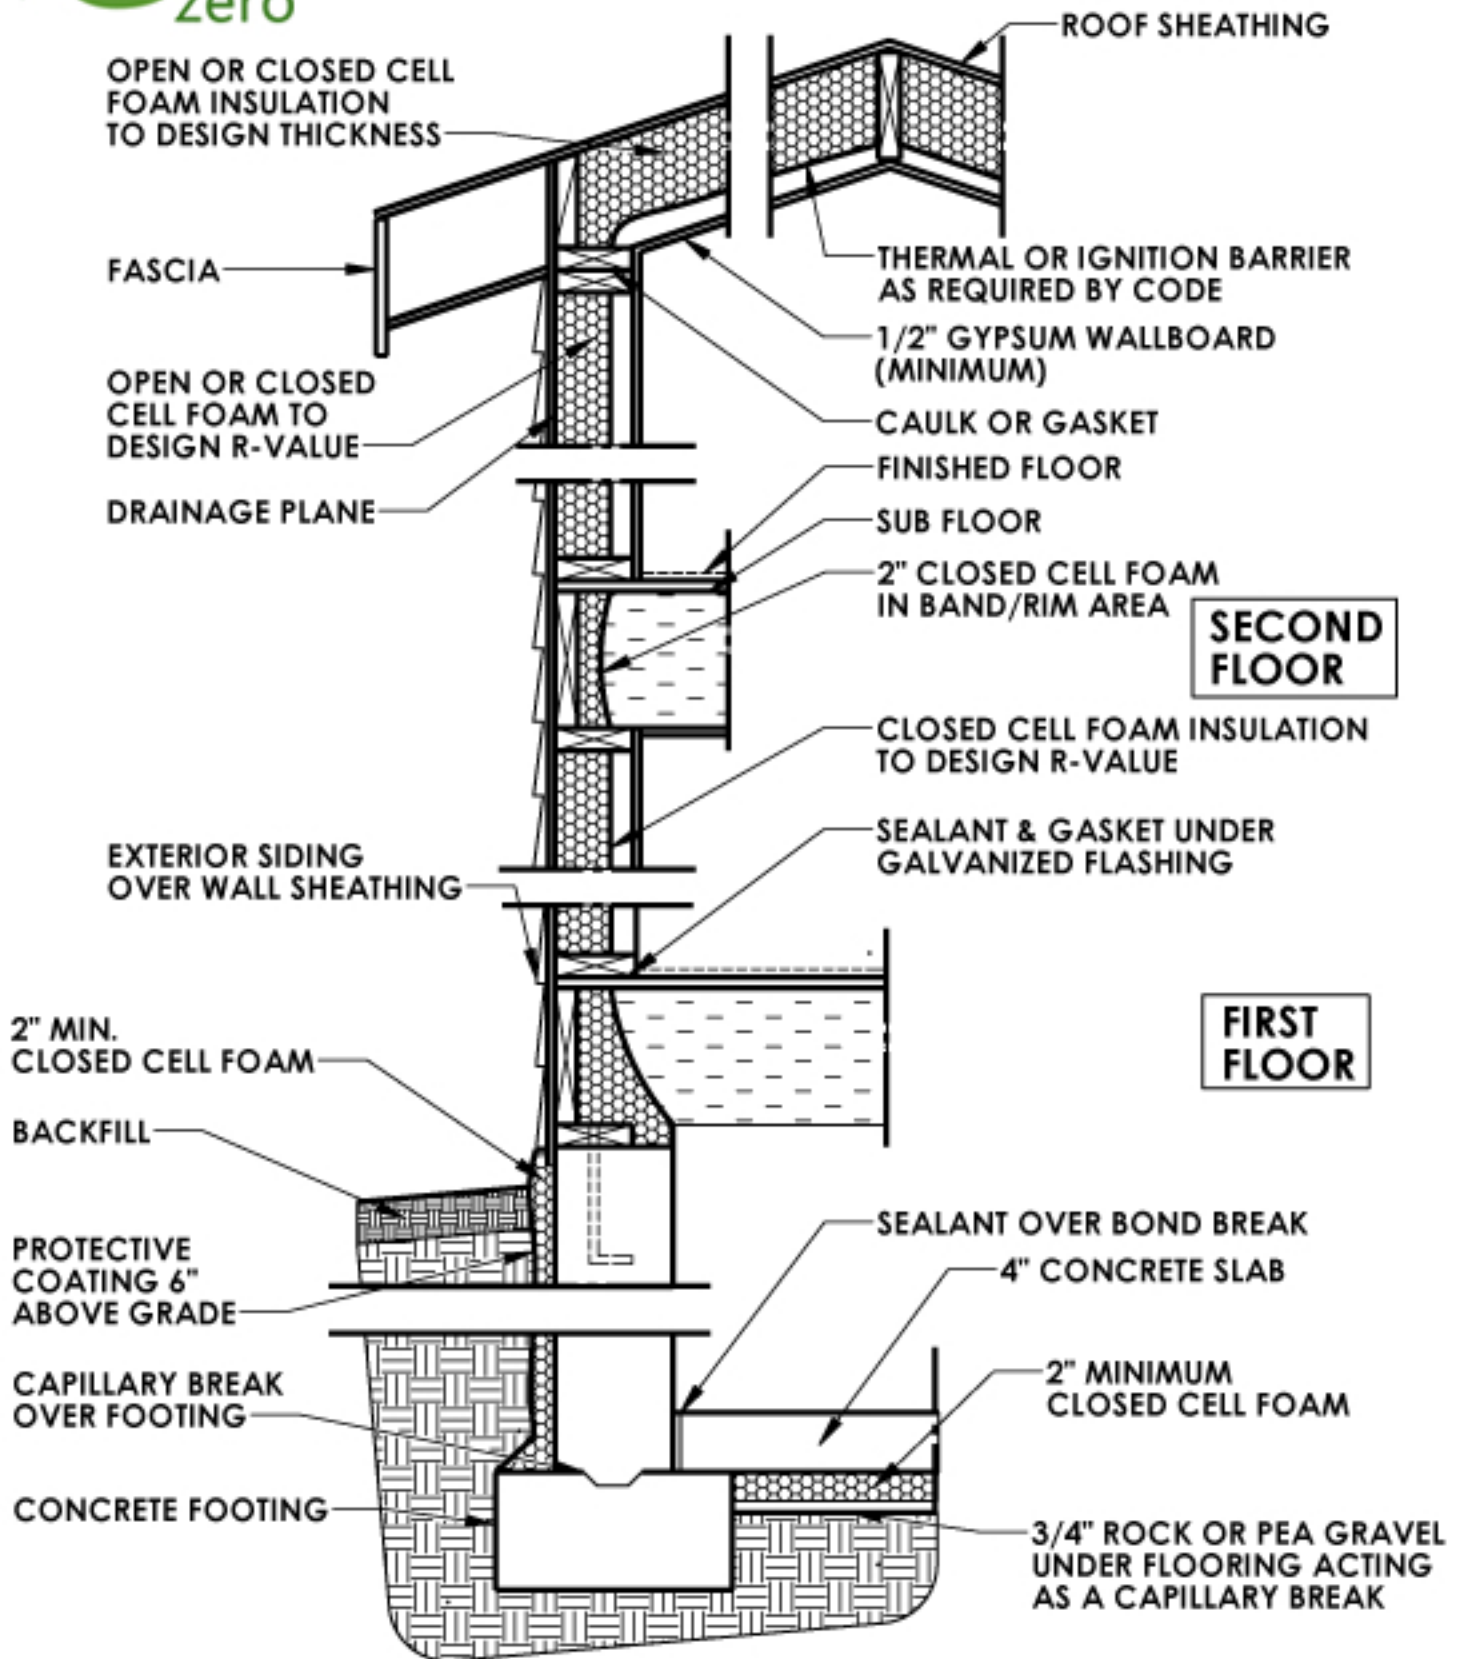 zero
ROOF SHEATHING
OPEN OR CLOSED CELL
FOAM INSULATION
TO DESIGN THICKNESS
FASCIA
THERMAL OR IGNITION BARRIER
AS REQUIRED BY CODE
1/2" GYPSUM WALLBOARD
(MINIMUM)
OPEN OR CLOSED
CELL FOAM TO
DESIGN R-VALUE
CAULK OR GASKET
FINISHED FLOOR
DRAINAGE PLANE
SUB FLOOR
2" CLOSED CELL FOAM
IN BAND/RIM AREA
SECOND
FLOOR
CLOSED CELL FOAM INSULATION
TO DESIGN R-VALUE
SEALANT & GASKET UNDER
GALVANIZED FLASHING
EXTERIOR SIDING
OVER WALL SHEATHING
FIRST
FLOOR
2" MIN.
CLOSED CELL FOAM
BACKFILL
SEALANT OVER BOND BREAK
PROTECTIVE
COATING 6"
ABOVE GRADE
4" CONCRETE SLAB
CAPILLARY BREAK
OVER FOOTING
2" MINIMUM
CLOSED CELL FOAM
CONCRETE FOOTING
3/4" ROCK OR PEA GRAVEL
UNDER FLOORING ACTING
AS A CAPILLARY BREAK